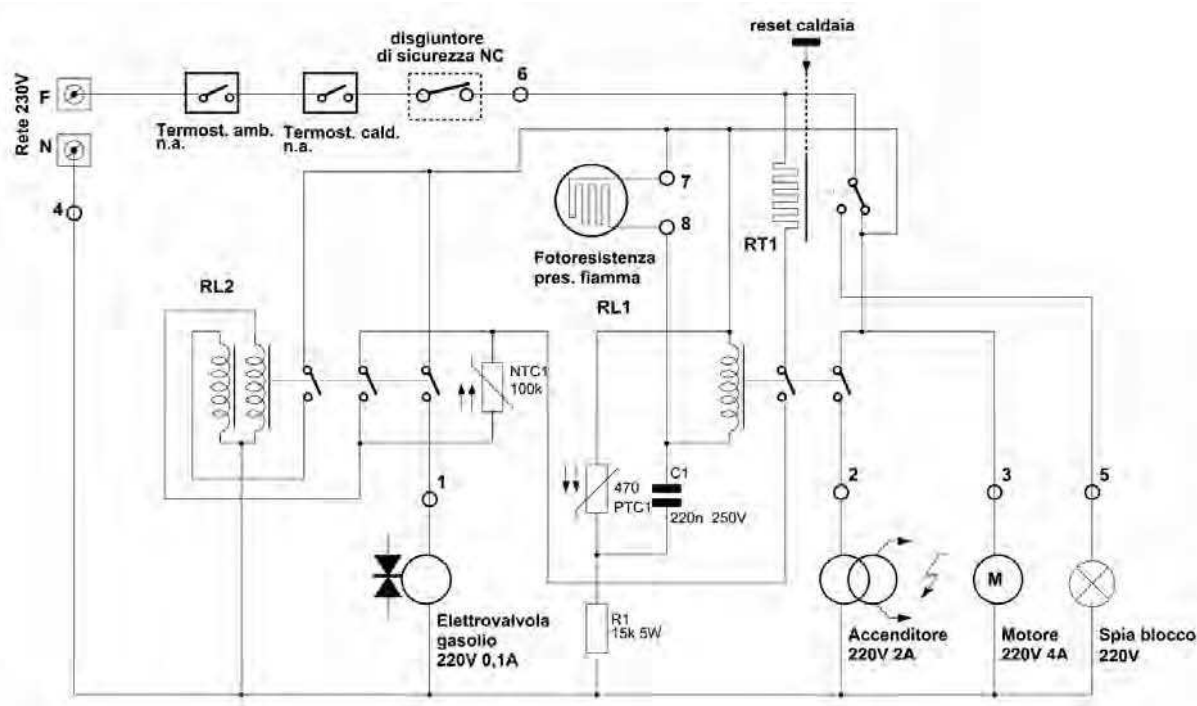 reset caldaia
disgiuntore
di sicurezza NC
6
Rete 230V
F
N
Termost. amb.
n.a.
Termost. cald.
n.a.
4
7
8
Fotoresistenza
pres. fiamma
RT1
RL2
RL1
NTC1
100k
1
470
PTC1
C1
220n 250V
2
3
5
M
R1
15k 5W
Elettrovalvola
gasolio
220V 0,1A
Accenditore
220V 2A
Motore
220V 4A
Spia blocco
220V